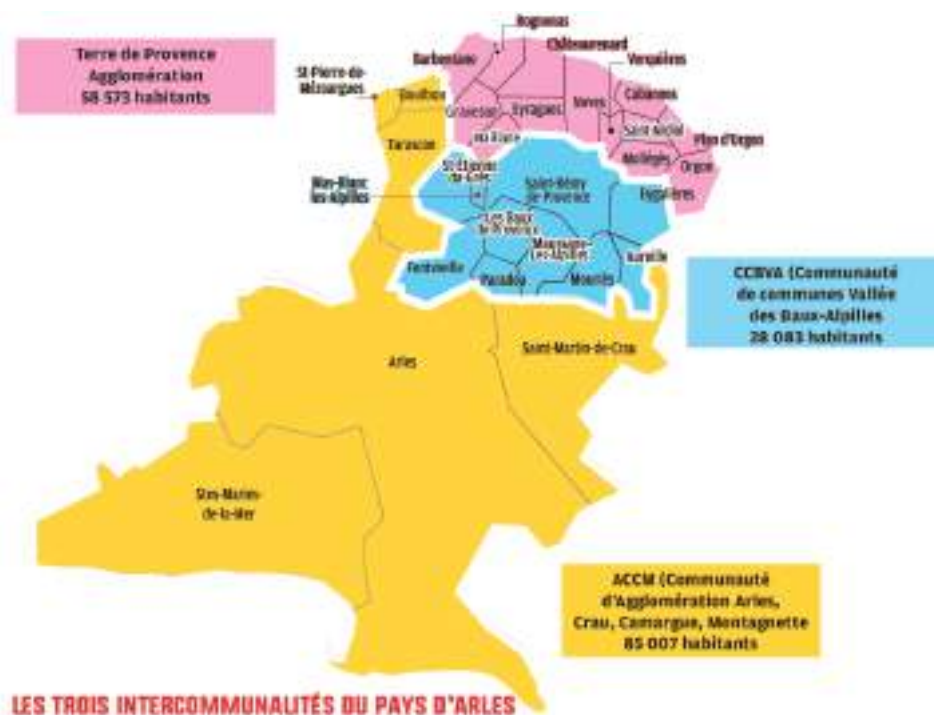 Terre de Provence
Agglomération
58 573 habitants
Rognonas
Châteaurenard
Barbentane
Verquières
St-Pierre-de-
Mézoargues
Boulbon
Cabannes
Graveson
Eyragues
Noves
Saint-Andiol
Plan d'Orgon
Tarascon
Mollégès
Orgon
St-Etienne
du-Grès
Mas-Blanc
les-Alpilles
Saint-Rémy
de Provence
Eygalières
Les Baux
de Provence
Maussane-
Les-Alpilles
Aureille
Fontvieille
Paradou
Mouriès
CCBVA (Communauté
de communes Vallée
des Baux-Alpilles
28 083 habitants
Saint-Martin-de-Crau
Arles
Stes-Maries-
de-la-Mer
ACCM (Communauté
d'Agglomération Arles,
Crau, Camargue, Montagnette
85 007 habitants
LES TROIS INTERCOMMUNALITÉS DU PAYS D'ARLES